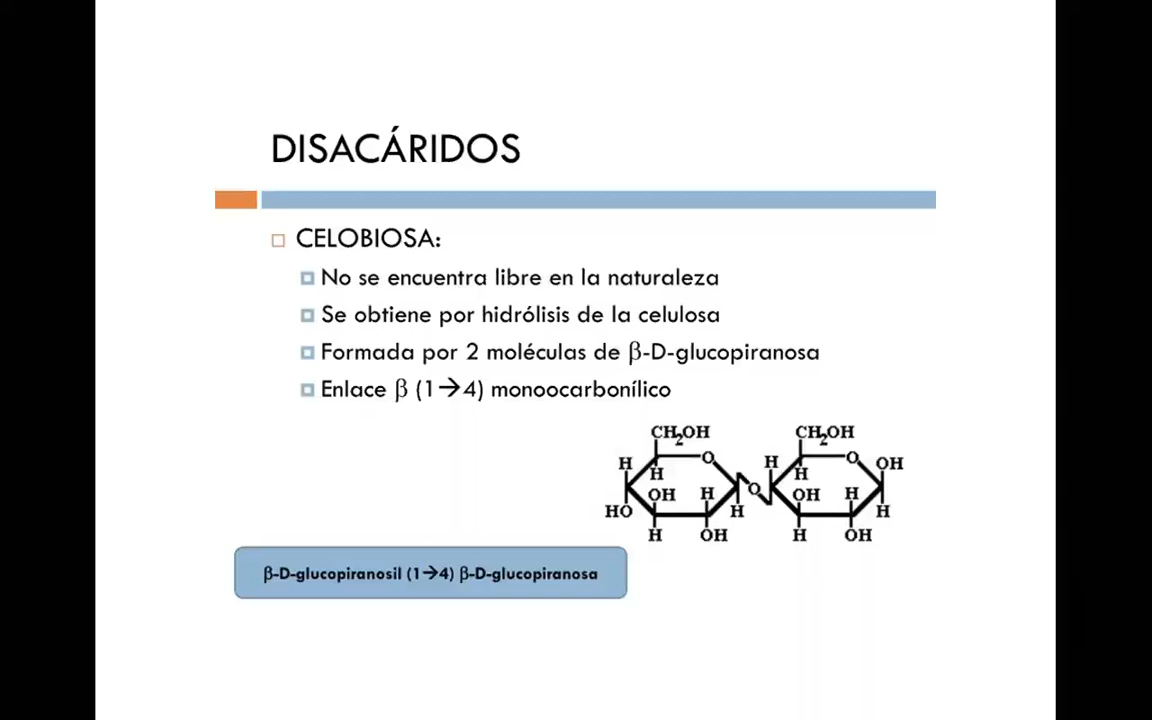 DISACÁRIDOS
CELOBIOSA:
No se encuentra libre en la naturaleza
Se obtiene por hidrólisis de la celulosa
Formada por 2 moléculas de β-D-glucopiranosa
Enlace β (1→4) monoocarbonílico
CH₂OH CH₂OH
H O H O OH
H H
OH H O OH H
HO H H
H OH H OH
β-D-glucopiranosil (1→4) β-D-glucopiranosa